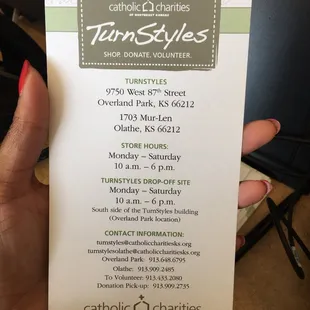 catholic charities
OF NORTHEAST KANSAS
TurnStyles
SHOP. DONATE. VOLUNTEER.
TURNSTYLES
9750 West 87th Street
Overland Park, KS 66212
1703 Mur-Len
Olathe, KS 66212
STORE HOURS:
Monday – Saturday
10 a.m. – 6 p.m.
TURNSTYLES DROP-OFF SITE
Monday – Saturday
10 a.m. – 6 p.m.
South side of the TurnStyles building
(Overland Park location)
CONTACT INFORMATION:
turnstyles@catholiccharitiesks.org
turnstylesolathe@catholiccharitiesks.org
Overland Park: 913.648.6795
Olathe: 913.909.2485
To Volunteer: 913.433.2080
Donation Pick-up: 913.909.2735
catholic charities